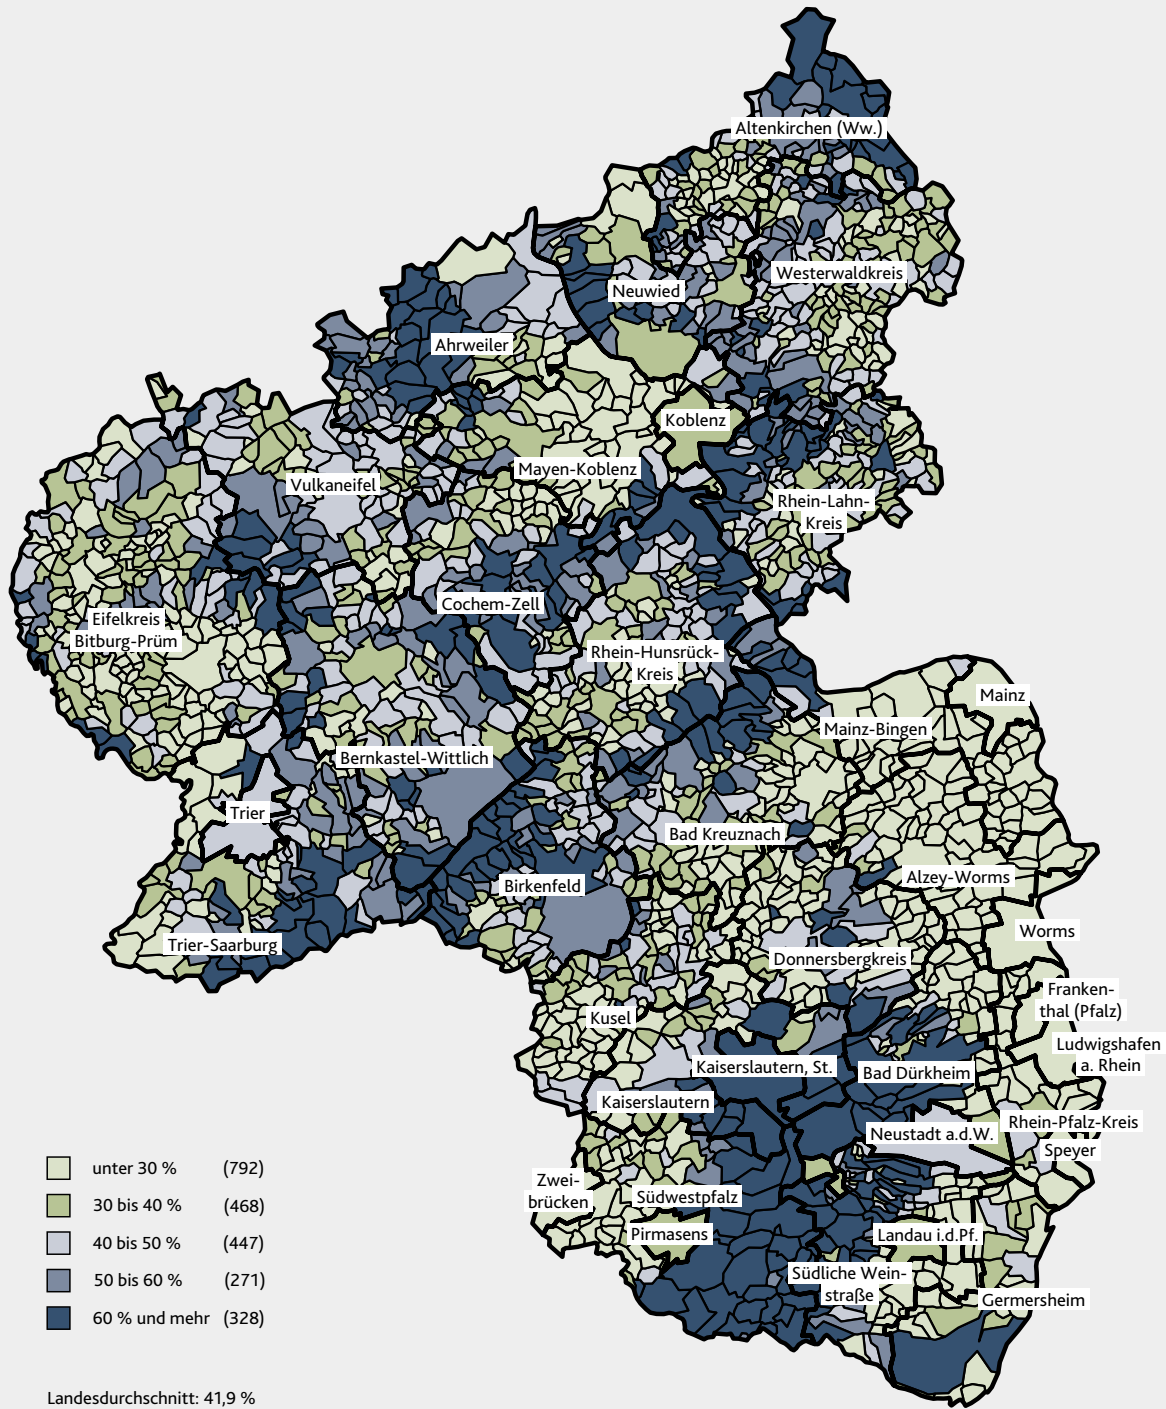 Altenkirchen (Ww.)
Westerwaldkreis
Neuwied
Ahrweiler
Koblenz
Mayen-Koblenz
Vulkaneifel
Rhein-Lahn-
Kreis
Cochem-Zell
Eifelkreis
Bitburg-Prüm
Rhein-Hunsrück-
Kreis
Mainz
Mainz-Bingen
Bernkastel-Wittlich
Trier
Bad Kreuznach
Alzey-Worms
Birkenfeld
Worms
Trier-Saarburg
Donnersbergkreis
Franken-
thal (Pfalz)
Kusel
Ludwigshafen
a. Rhein
Kaiserslautern, St.
Bad Dürkheim
Kaiserslautern
Rhein-Pfalz-Kreis
Neustadt a.d.W.
Speyer
Zwei-
brücken
Südwestpfalz
Pirmasens
Landau i.d.Pf.
Südliche Wein-
straße
Germersheim
unter 30 % (792)
30 bis 40 % (468)
40 bis 50 % (447)
50 bis 60 % (271)
60 % und mehr (328)
Landesdurchschnitt: 41,9 %